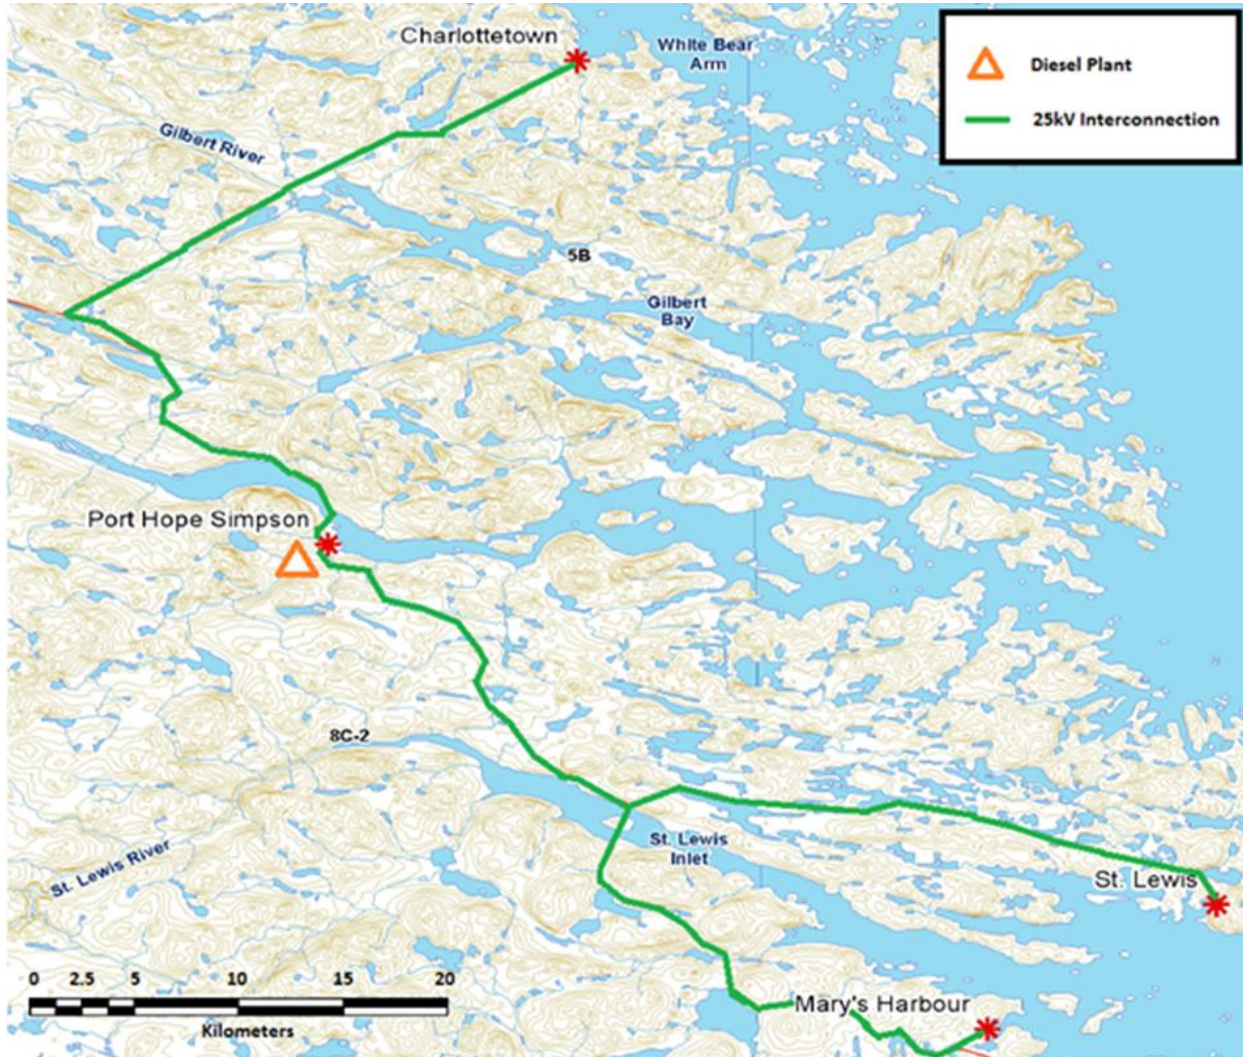 Charlottetown
White Bear
Arm
Diesel Plant
25kV Interconnection
Gilbert River
5B
Gilbert
Bay
Port Hope Simpson
8C-2
St. Lewis
Inlet
St. Lewis River
St. Lewis
0 2.5 5 10 15 20
Kilometers
Mary's Harbour